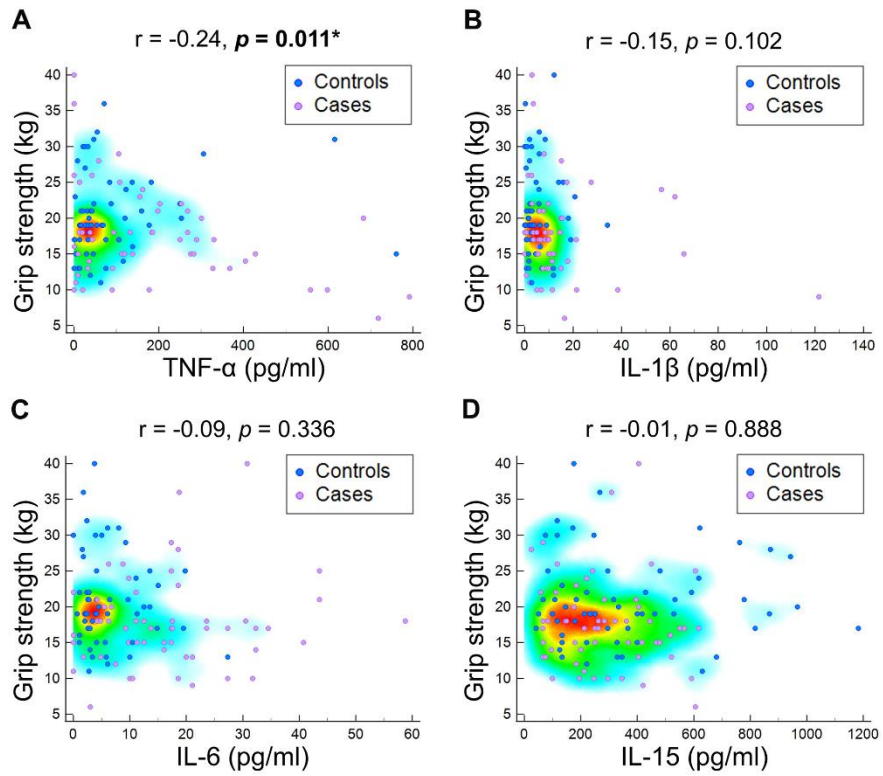 A
r = -0.24, p = 0.011*
Controls
Cases
40
35
30
25
20
15
10
5
Grip strength (kg)
0
200
400
600
800
TNF-α (pg/ml)
B
r = -0.15, p = 0.102
Controls
Cases
40
35
30
25
20
15
10
5
Grip strength (kg)
0
20
40
60
80
100
120
140
IL-1β (pg/ml)
C
r = -0.09, p = 0.336
Controls
Cases
40
35
30
25
20
15
10
5
Grip strength (kg)
0
10
20
30
40
50
60
IL-6 (pg/ml)
D
r = -0.01, p = 0.888
Controls
Cases
40
35
30
25
20
15
10
5
Grip strength (kg)
0
200
400
600
800
1000
1200
IL-15 (pg/ml)